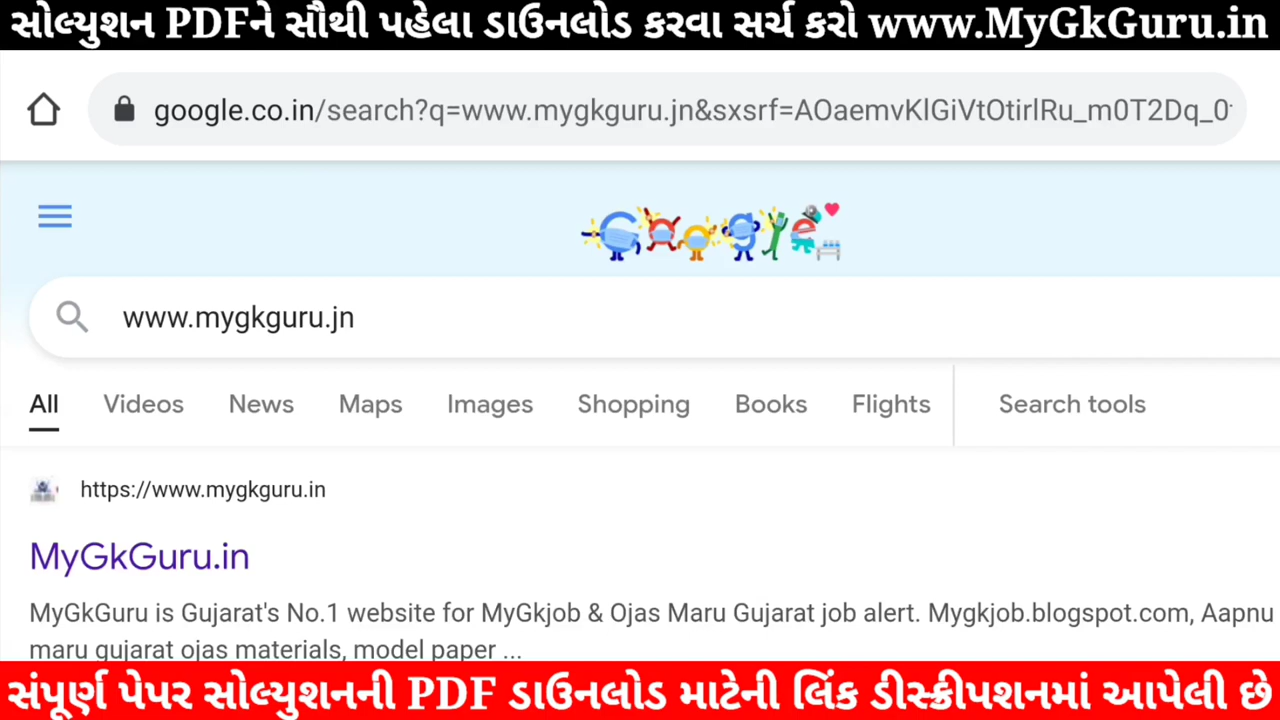 સોલ્યુશન PDFને સૌથી પહેલા ડાઉનલોડ કરવા સર્ચ કરો www.MyGkGuru.in
google.co.in/search?q=www.mygkguru.jn&sxsrf=AOaemvKlGiVtOtirlRu_m0T2Dq_0
Google
www.mygkguru.jn
All Videos News Maps Images Shopping Books Flights Search tools
https://www.mygkguru.in
MyGkGuru.in
MyGkGuru is Gujarat's No.1 website for MyGkjob & Ojas Maru Gujarat job alert. Mygkjob.blogspot.com, Aapnu
maru gujarat ojas materials, model paper ...
સંપૂર્ણ પેપર સોલ્યુશનની PDF ડાઉનલોડ માટેની લિંક ડીસ્ક્રીપશનમાં આપેલી છે